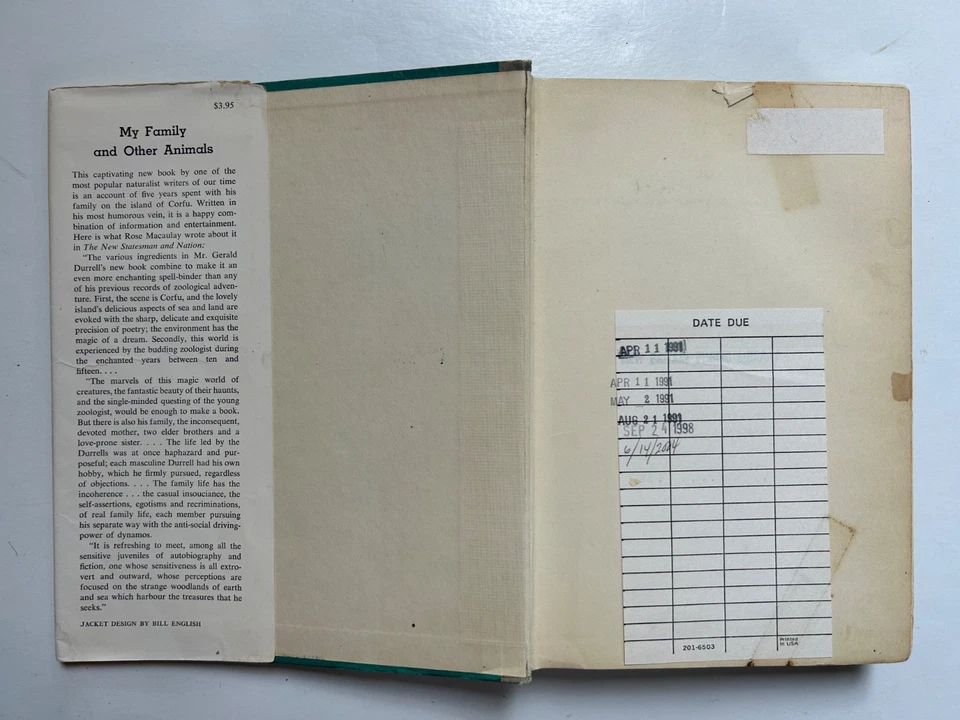 $3.95
My Family
and Other Animals
This captivating new book by one of the
most popular naturalist writers of our time
is an account of five years spent with his
family on the island of Corfu. Written in
his most humorous vein, it is a happy com-
bination of information and entertainment.
Here is what Rose Macaulay wrote about it
in The New Statesman and Nation:
"The various ingredients in Mr. Gerald
Durrell's new book combine to make it an
even more enchanting spell-binder than any
of his previous records of zoological adven-
ture. First, the scene is Corfu, and the lovely
island's delicious aspects of sea and land are
evoked with the sharp, delicate and exquisite
precision of poetry; the environment has the
magic of a dream. Secondly, this world is
experienced by the budding zoologist during
the enchanted years between ten and
fifteen. . . .
"The marvels of this magic world of
creatures, the fantastic beauty of their haunts,
and the single-minded questing of the young
zoologist, would be enough to make a book.
But there is also his family, the inconsequent,
devoted mother, two elder brothers and a
love-prone sister. . . . The life led by the
Durrells was at once haphazard and pur-
poseful; each masculine Durrell had his own
hobby, which he firmly pursued, regardless
of objections. . . . The family life has the
incoherence . . . the casual insouciance, the
self-assertions, egotisms and recriminations,
of real family life, each member pursuing
his separate way with the anti-social driving-
power of dynamos.
"It is refreshing to meet, among all the
sensitive juveniles of autobiography and
fiction, one whose sensitiveness is all extro-
vert and outward, whose perceptions are
focused on the strange woodlands of earth
and sea which harbour the treasures that he
seeks."
JACKET DESIGN BY BILL ENGLISH
DATE DUE
APR 11 1991
APR 11 1991
MAY 2 1991
AUG 21 1991
SEP 24 1998
6/14/2024
201-6503
Printed
in USA